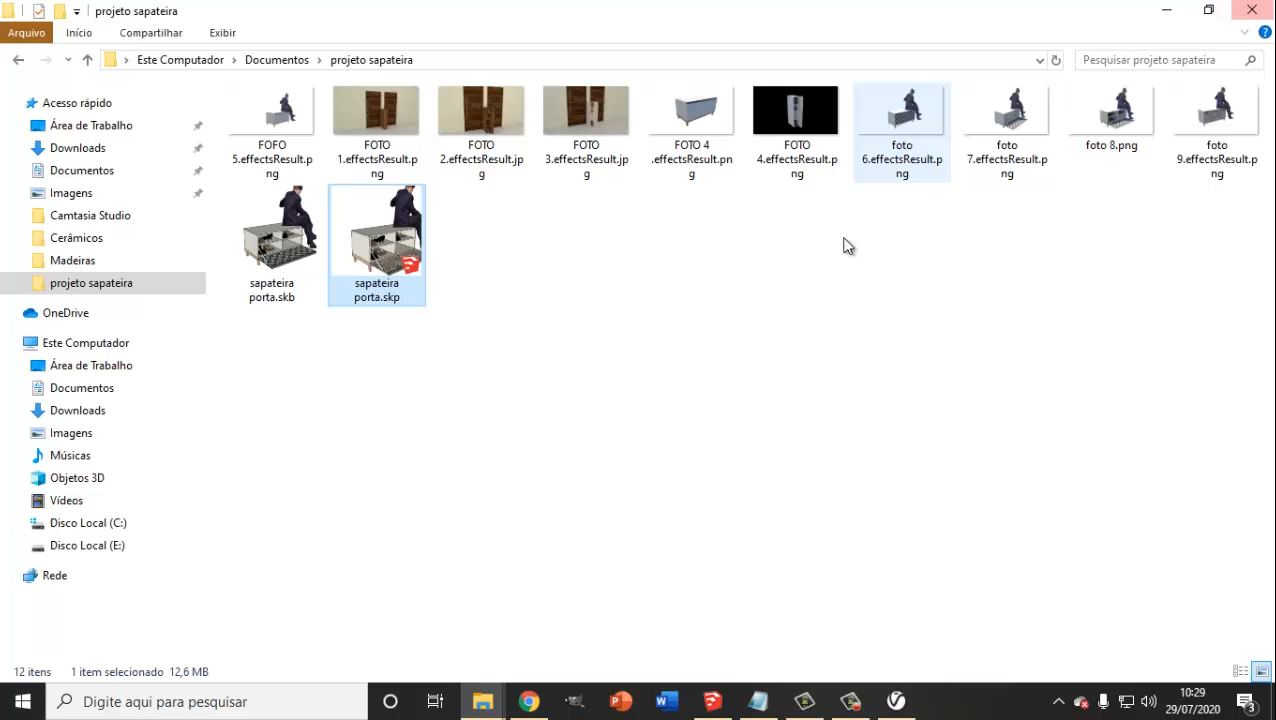 projeto sapateira
Arquivo
Início
Compartilhar
Exibir
Este Computador
Documentos
projeto sapateira
Pesquisar projeto sapateira
Acesso rápido
Área de Trabalho
Downloads
Documentos
Imagens
Camtasia Studio
Cerâmicos
Madeiras
projeto sapateira
OneDrive
Este Computador
Área de Trabalho
Documentos
Downloads
Imagens
Músicas
Objetos 3D
Vídeos
Disco Local (C:)
Disco Local (E:)
Rede
FOFO
5.effectsResult.p
ng
FOTO
1.effectsResult.p
ng
FOTO
2.effectsResult.jp
g
FOTO
3.effectsResult.jp
g
FOTO 4
.effectsResult.pn
g
FOTO
4.effectsResult.p
ng
foto
6.effectsResult.p
ng
foto
7.effectsResult.p
ng
foto 8.png
foto
9.effectsResult.p
ng
sapateira
porta.skb
sapateira
porta.skp
12 itens
1 item selecionado
12,6 MB
Digite aqui para pesquisar
10:29
29/07/2020
3